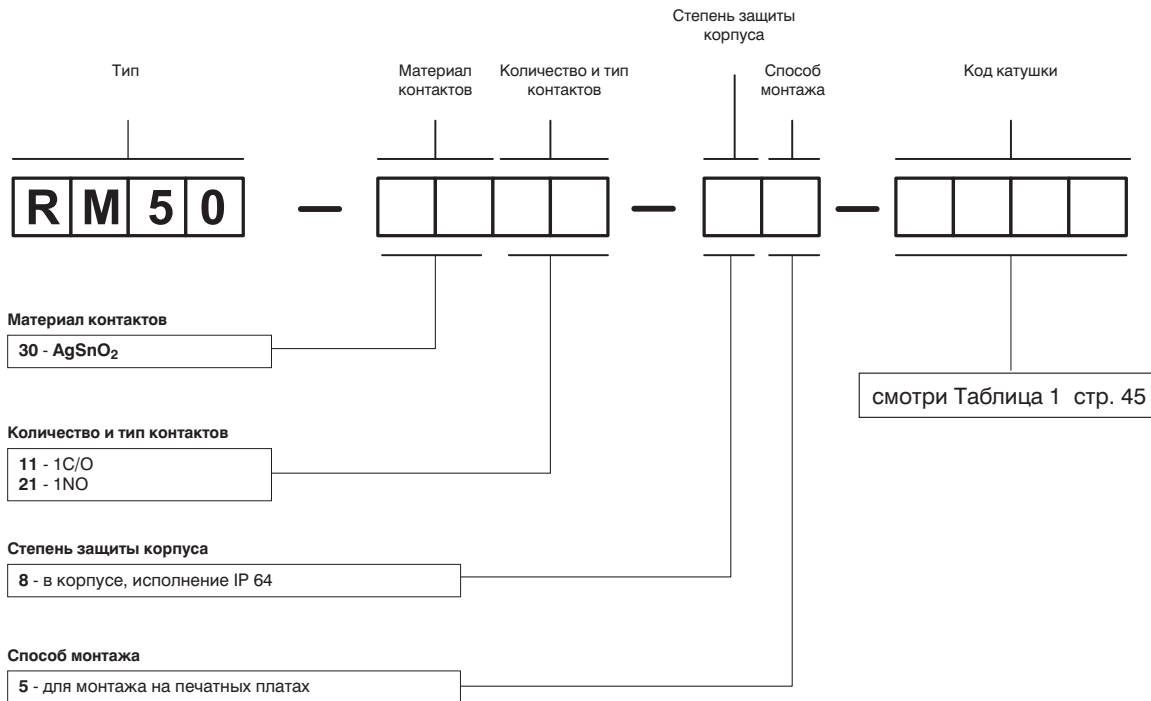 Степень защиты
корпуса
Тип
Материал
контактов
Количество и тип
контактов
Способ
монтажа
Код катушки
RM50 – –  –
Материал контактов
30 - AgSnO₂
смотри Таблица 1 стр. 45
Количество и тип контактов
11 - 1C/O
21 - 1NO
Степень защиты корпуса
8 - в корпусе, исполнение IP 64
Способ монтажа
5 - для монтажа на печатных платах